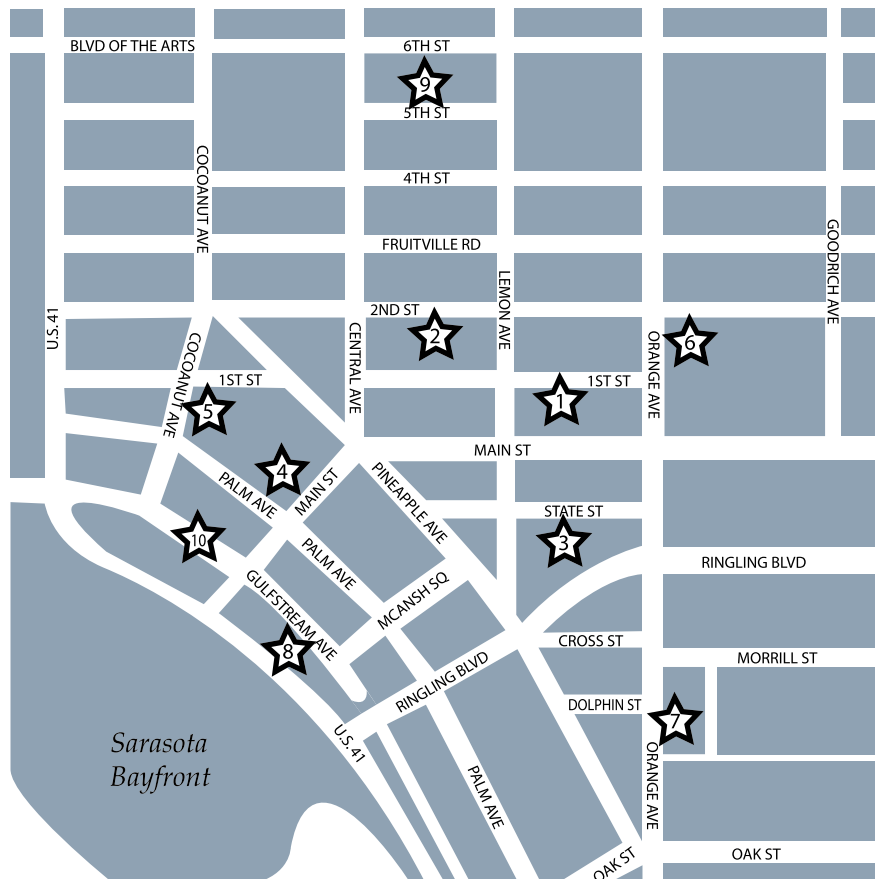 BLVD OF THE ARTS
6TH ST
9
5TH ST
COCOANUT AVE
4TH ST
GOODRICH AVE
FRUITVILLE RD
LEMON AVE
U.S. 41
2ND ST
CENTRAL AVE
2
ORANGE AVE
6
COCOANUT AVE
1ST ST
1ST ST
1
5
MAIN ST
4
PALM AVE
MAIN ST
PINEAPPLE AVE
STATE ST
10
3
PALM AVE
RINGLING BLVD
GULFSTREAM AVE
MCANSH SQ
8
CROSS ST
MORRILL ST
RINGLING BLVD
DOLPHIN ST
7
U.S. 41
Sarasota
Bayfront
ORANGE AVE
PALM AVE
OAK ST
OAK ST